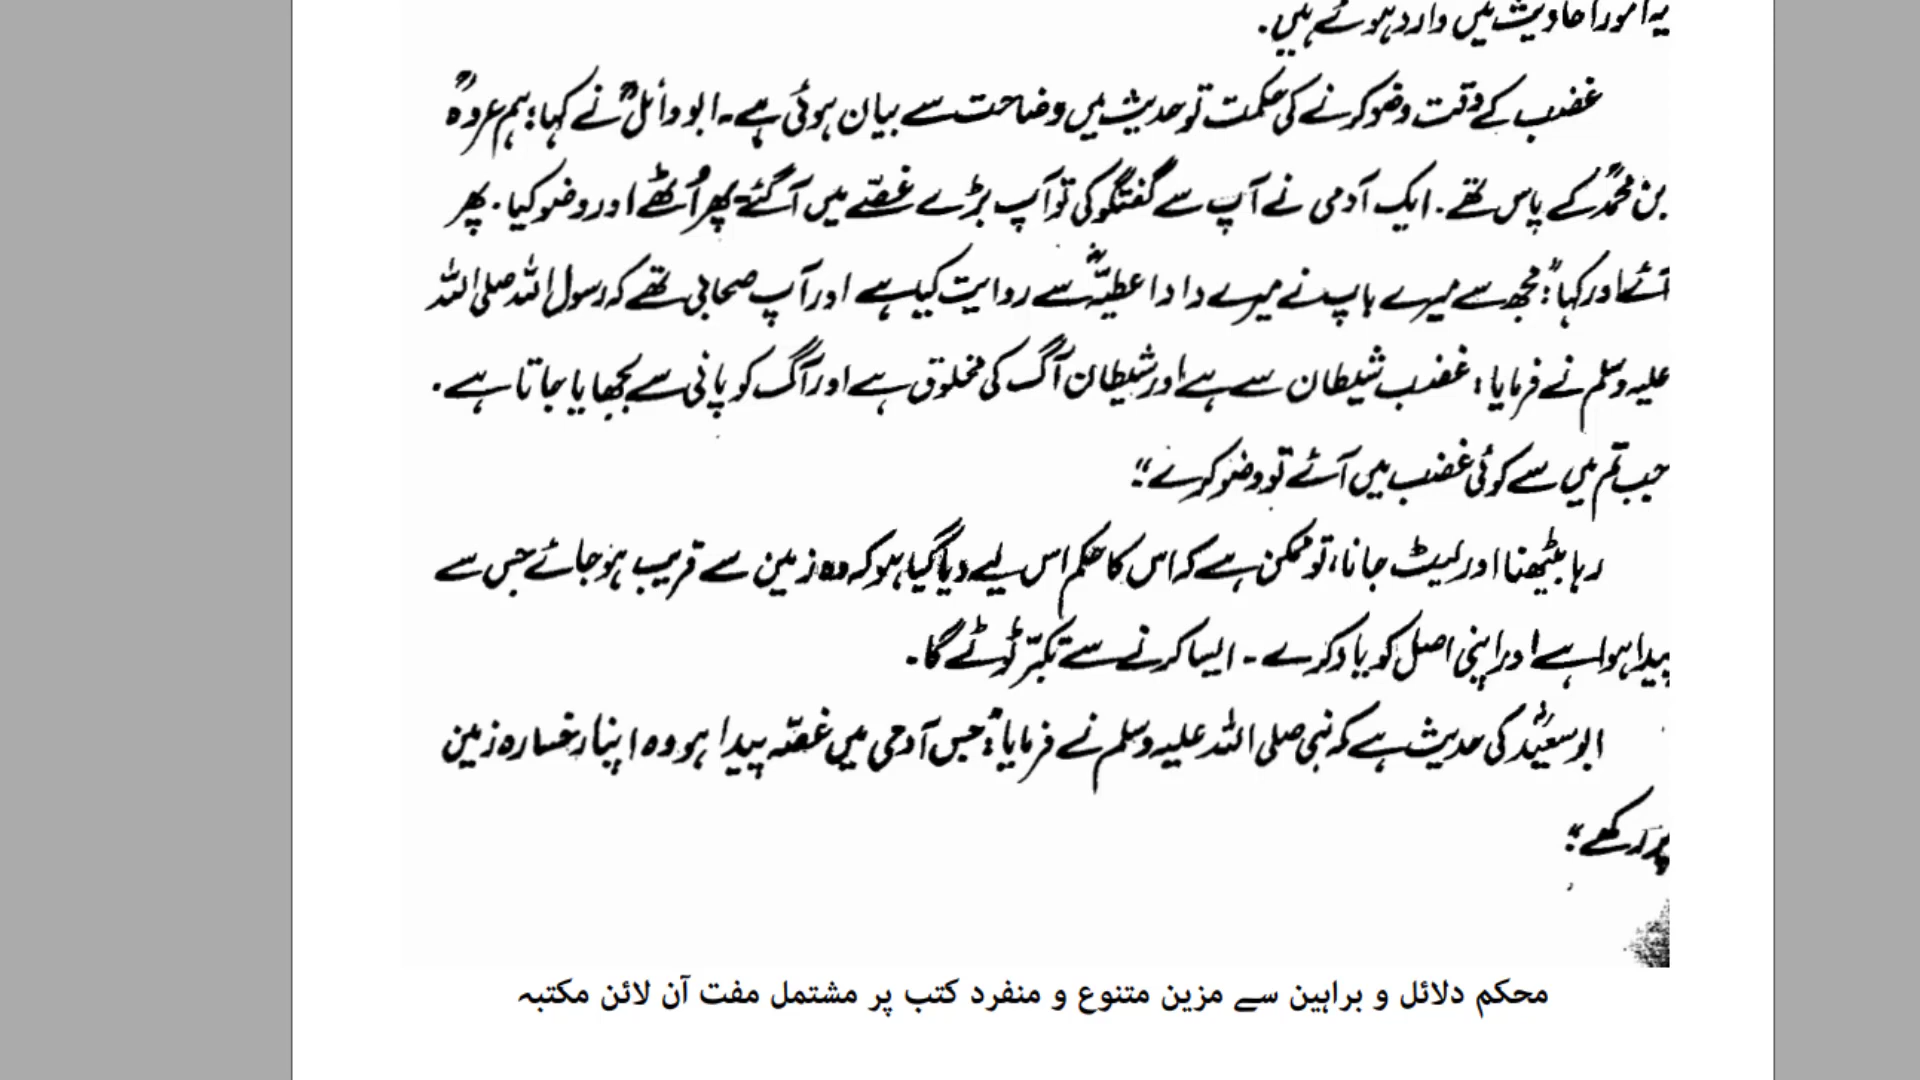 یہ امور احادیث میں وارد ہوئے ہیں۔
غضب کے وقت وضو کرنے کی حکمت تو حدیث میں وضاحت سے بیان ہوئی ہے۔ ابو وائلؒ نے کہا؛ ہم عروہؒ
بن محمدؒ کے پاس تھے۔ ایک آدمی نے آپ سے گفتگو کی تو آپ بڑے غصّے میں آگئے۔ پھر اُٹھے اور وضو کیا۔ پھر
آئے اور کہا: "مجھ سے میرے باپ نے میرے دادا عطیہؓ سے روایت کیا ہے اور آپ صحابی تھے کہ رسول اللہ صلی اللہ
علیہ وسلم نے فرمایا: غضب شیطان سے ہے اور شیطان آگ کی مخلوق ہے اور آگ کو پانی سے بجھایا جاتا ہے۔
جب تم میں سے کوئی غضب میں آئے تو وضو کرے"
رہا بیٹھنا اور لیٹ جانا، تو ممکن ہے کہ اس کا حکم اس لیے دیا گیا ہو کہ وہ زمین سے قریب ہو جائے جس سے
پیدا ہوا ہے اور اپنی اصل کو یاد کرے۔ ایسا کرنے سے تکبّر ٹوٹے گا۔
ابو سعیدؓ کی حدیث ہے کہ نبی صلی اللہ علیہ وسلم نے فرمایا: "جس آدمی میں غصّہ پیدا ہو وہ اپنا رخسارہ زمین
پر رکھے"
محکم دلائل و براہین سے مزین متنوع و منفرد کتب پر مشتمل مفت آن لائن مکتبہ